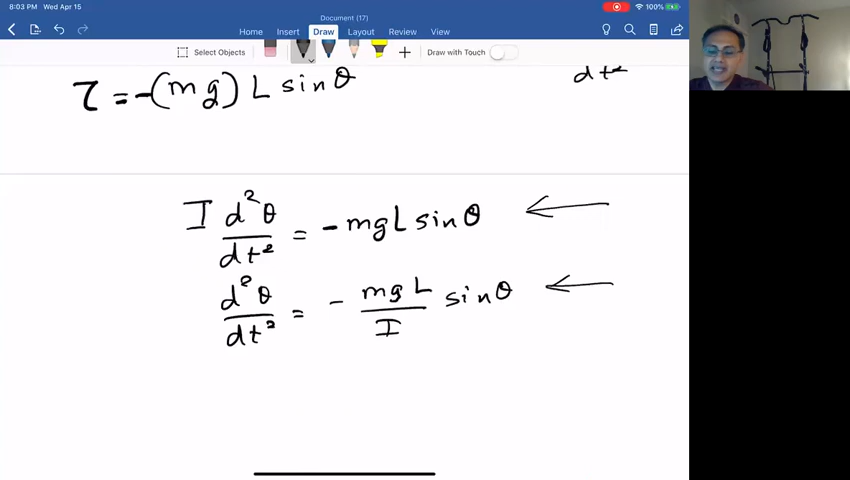 8:03 PM Wed Apr 15
100%
Document (17)
Home Insert Draw Layout Review View
Select Objects
Draw with Touch
τ = -(mg) L sinθ
dt²
I d²θ/dt² = - mgL sinθ
d²θ/dt² = - mgL/I sinθ